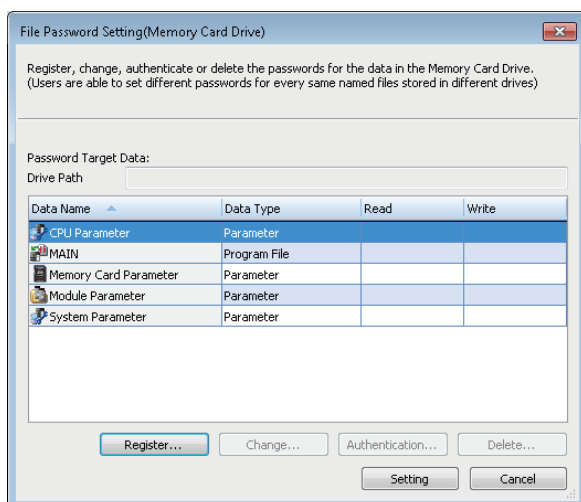 File Password Setting(Memory Card Drive)
Register, change, authenticate or delete the passwords for the data in the Memory Card Drive.
(Users are able to set different passwords for every same named files stored in different drives)
Password Target Data:
Drive Path
Data Name Data Type Read Write
CPU Parameter Parameter
MAIN Program File
Memory Card Parameter Parameter
Module Parameter Parameter
System Parameter Parameter
Register... Change... Authentication... Delete...
Setting Cancel